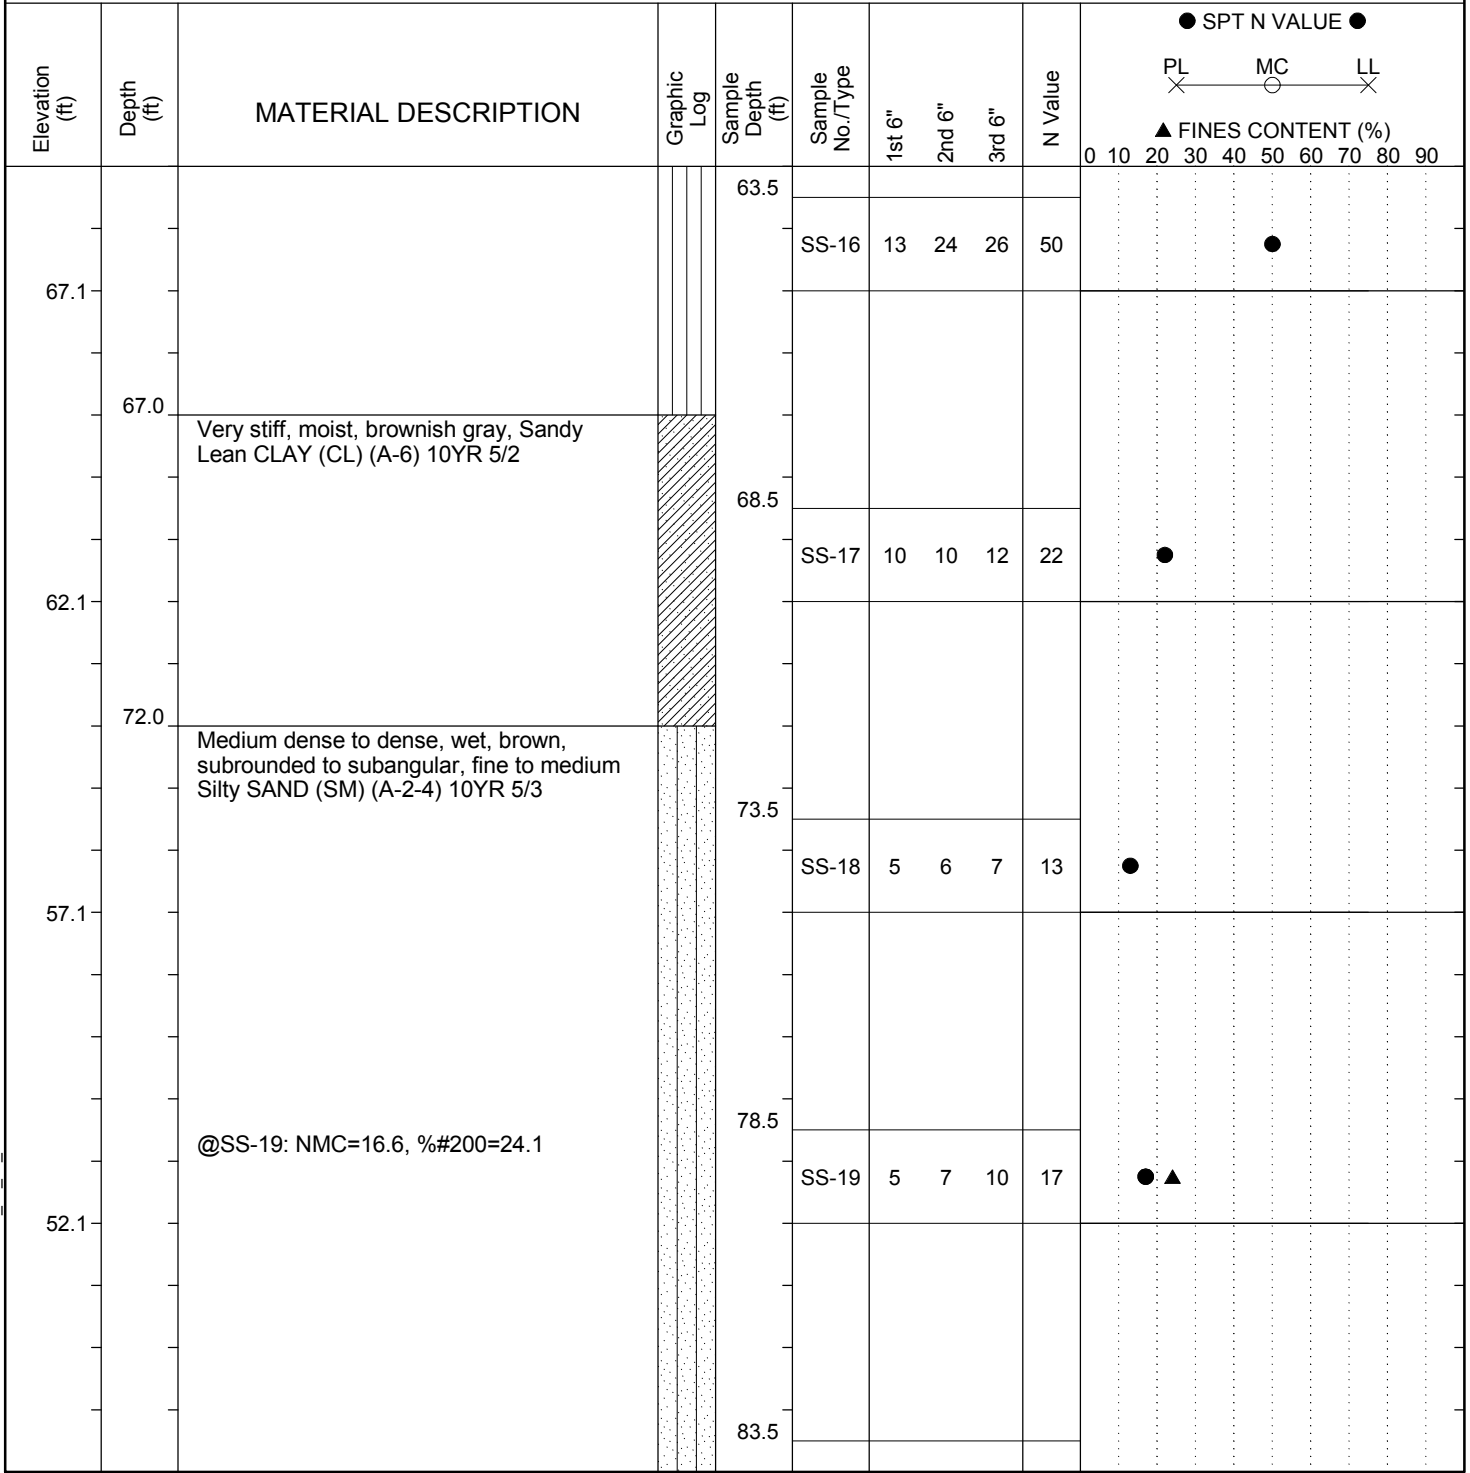 ● SPT N VALUE ●
PL MC LL
▲ FINES CONTENT (%)
Elevation (ft)
Depth (ft)
MATERIAL DESCRIPTION
Graphic Log
Sample Depth (ft)
Sample No./Type
1st 6"
2nd 6"
3rd 6"
N Value
0 10 20 30 40 50 60 70 80 90
63.5
SS-16 13 24 26 50
67.1
67.0
Very stiff, moist, brownish gray, Sandy
Lean CLAY (CL) (A-6) 10YR 5/2
68.5
SS-17 10 10 12 22
62.1
72.0
Medium dense to dense, wet, brown,
subrounded to subangular, fine to medium
Silty SAND (SM) (A-2-4) 10YR 5/3
73.5
SS-18 5 6 7 13
57.1
78.5
@SS-19: NMC=16.6, %#200=24.1
SS-19 5 7 10 17
52.1
83.5